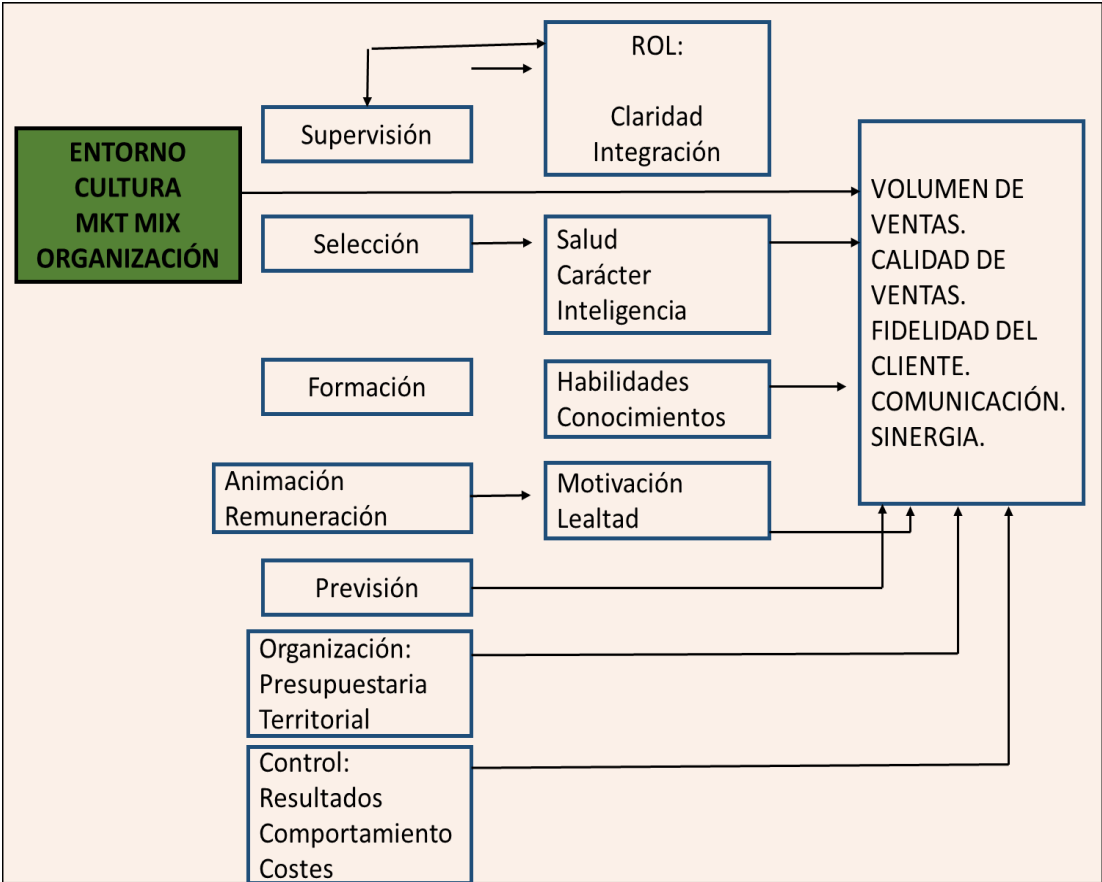 ROL:
Claridad
Integración
Supervisión
ENTORNO
CULTURA
MKT MIX
ORGANIZACIÓN
Selección
Salud
Carácter
Inteligencia
Formación
Habilidades
Conocimientos
Animación
Remuneración
Motivación
Lealtad
Previsión
Organización:
Presupuestaria
Territorial
Control:
Resultados
Comportamiento
Costes
VOLUMEN DE
VENTAS.
CALIDAD DE
VENTAS.
FIDELIDAD DEL
CLIENTE.
COMUNICACIÓN.
SINERGIA.